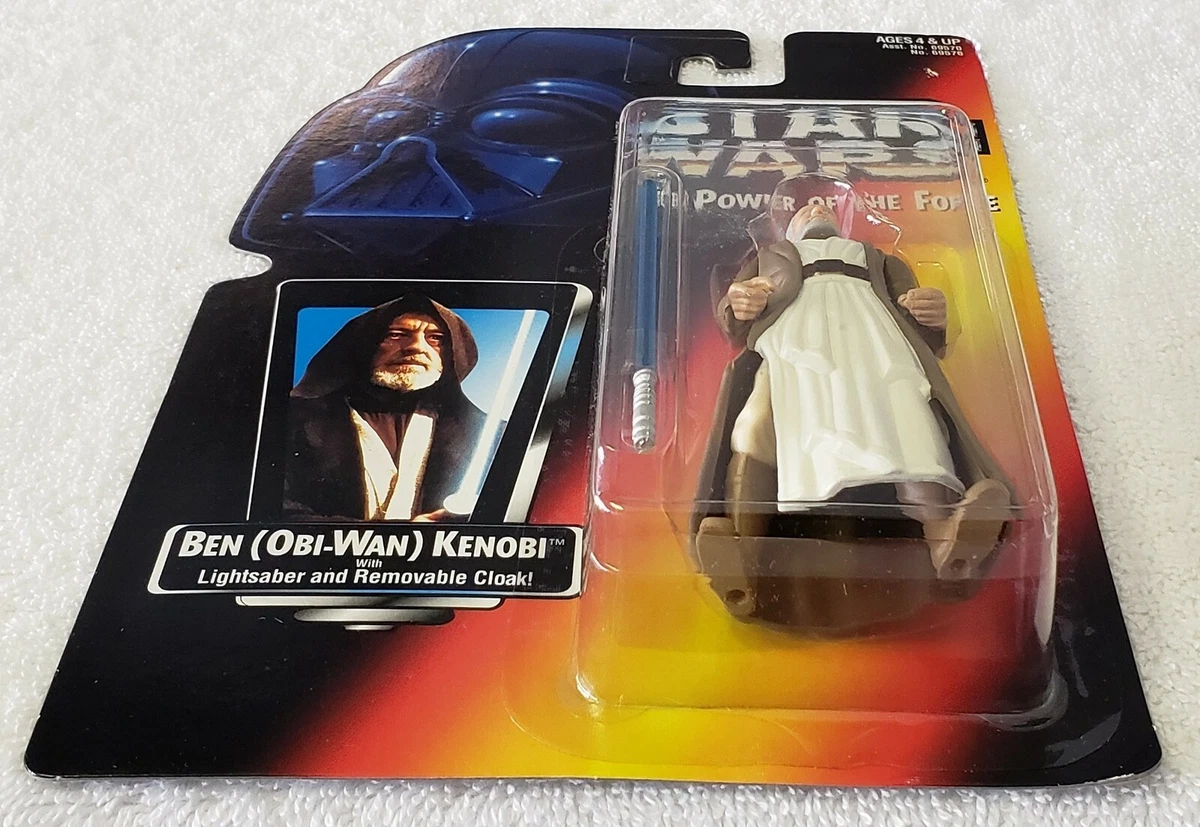 AGES 4 & UP
Asst. No. 69570
No. 69576
STAR
WARS
THE POWER OF THE FORCE
BEN (OBI-WAN) KENOBI™
With
Lightsaber and Removable Cloak!